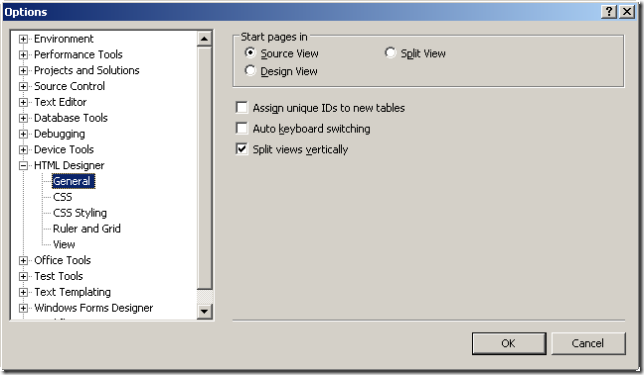 Options
Environment
Performance Tools
Projects and Solutions
Source Control
Text Editor
Database Tools
Debugging
Device Tools
HTML Designer
General
CSS
CSS Styling
Ruler and Grid
View
Office Tools
Test Tools
Text Templating
Windows Forms Designer
Start pages in
Source View
Split View
Design View
Assign unique IDs to new tables
Auto keyboard switching
Split views vertically
OK
Cancel